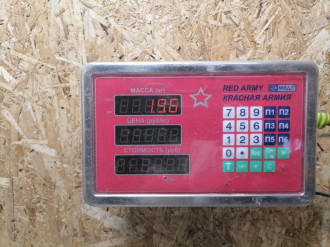 МАССА (кг)
1.96
RED ARMY МИДЛ
КРАСНАЯ АРМИЯ
ЦЕНА (руб/кг)
СТОИМОСТЬ (руб)
7 8 9 П1 П2
4 5 6 П3 П4
1 2 3 П5 П6
0